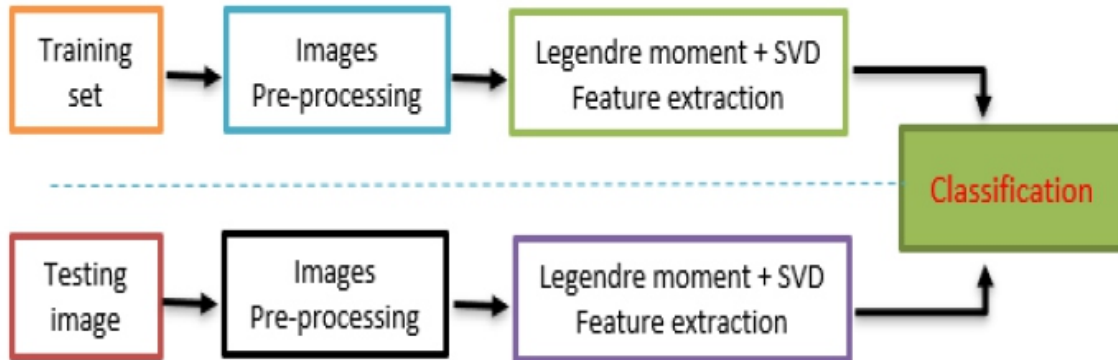 Training
set
Images
Pre-processing
Legendre moment + SVD
Feature extraction
Classification
Testing
image
Images
Pre-processing
Legendre moment + SVD
Feature extraction